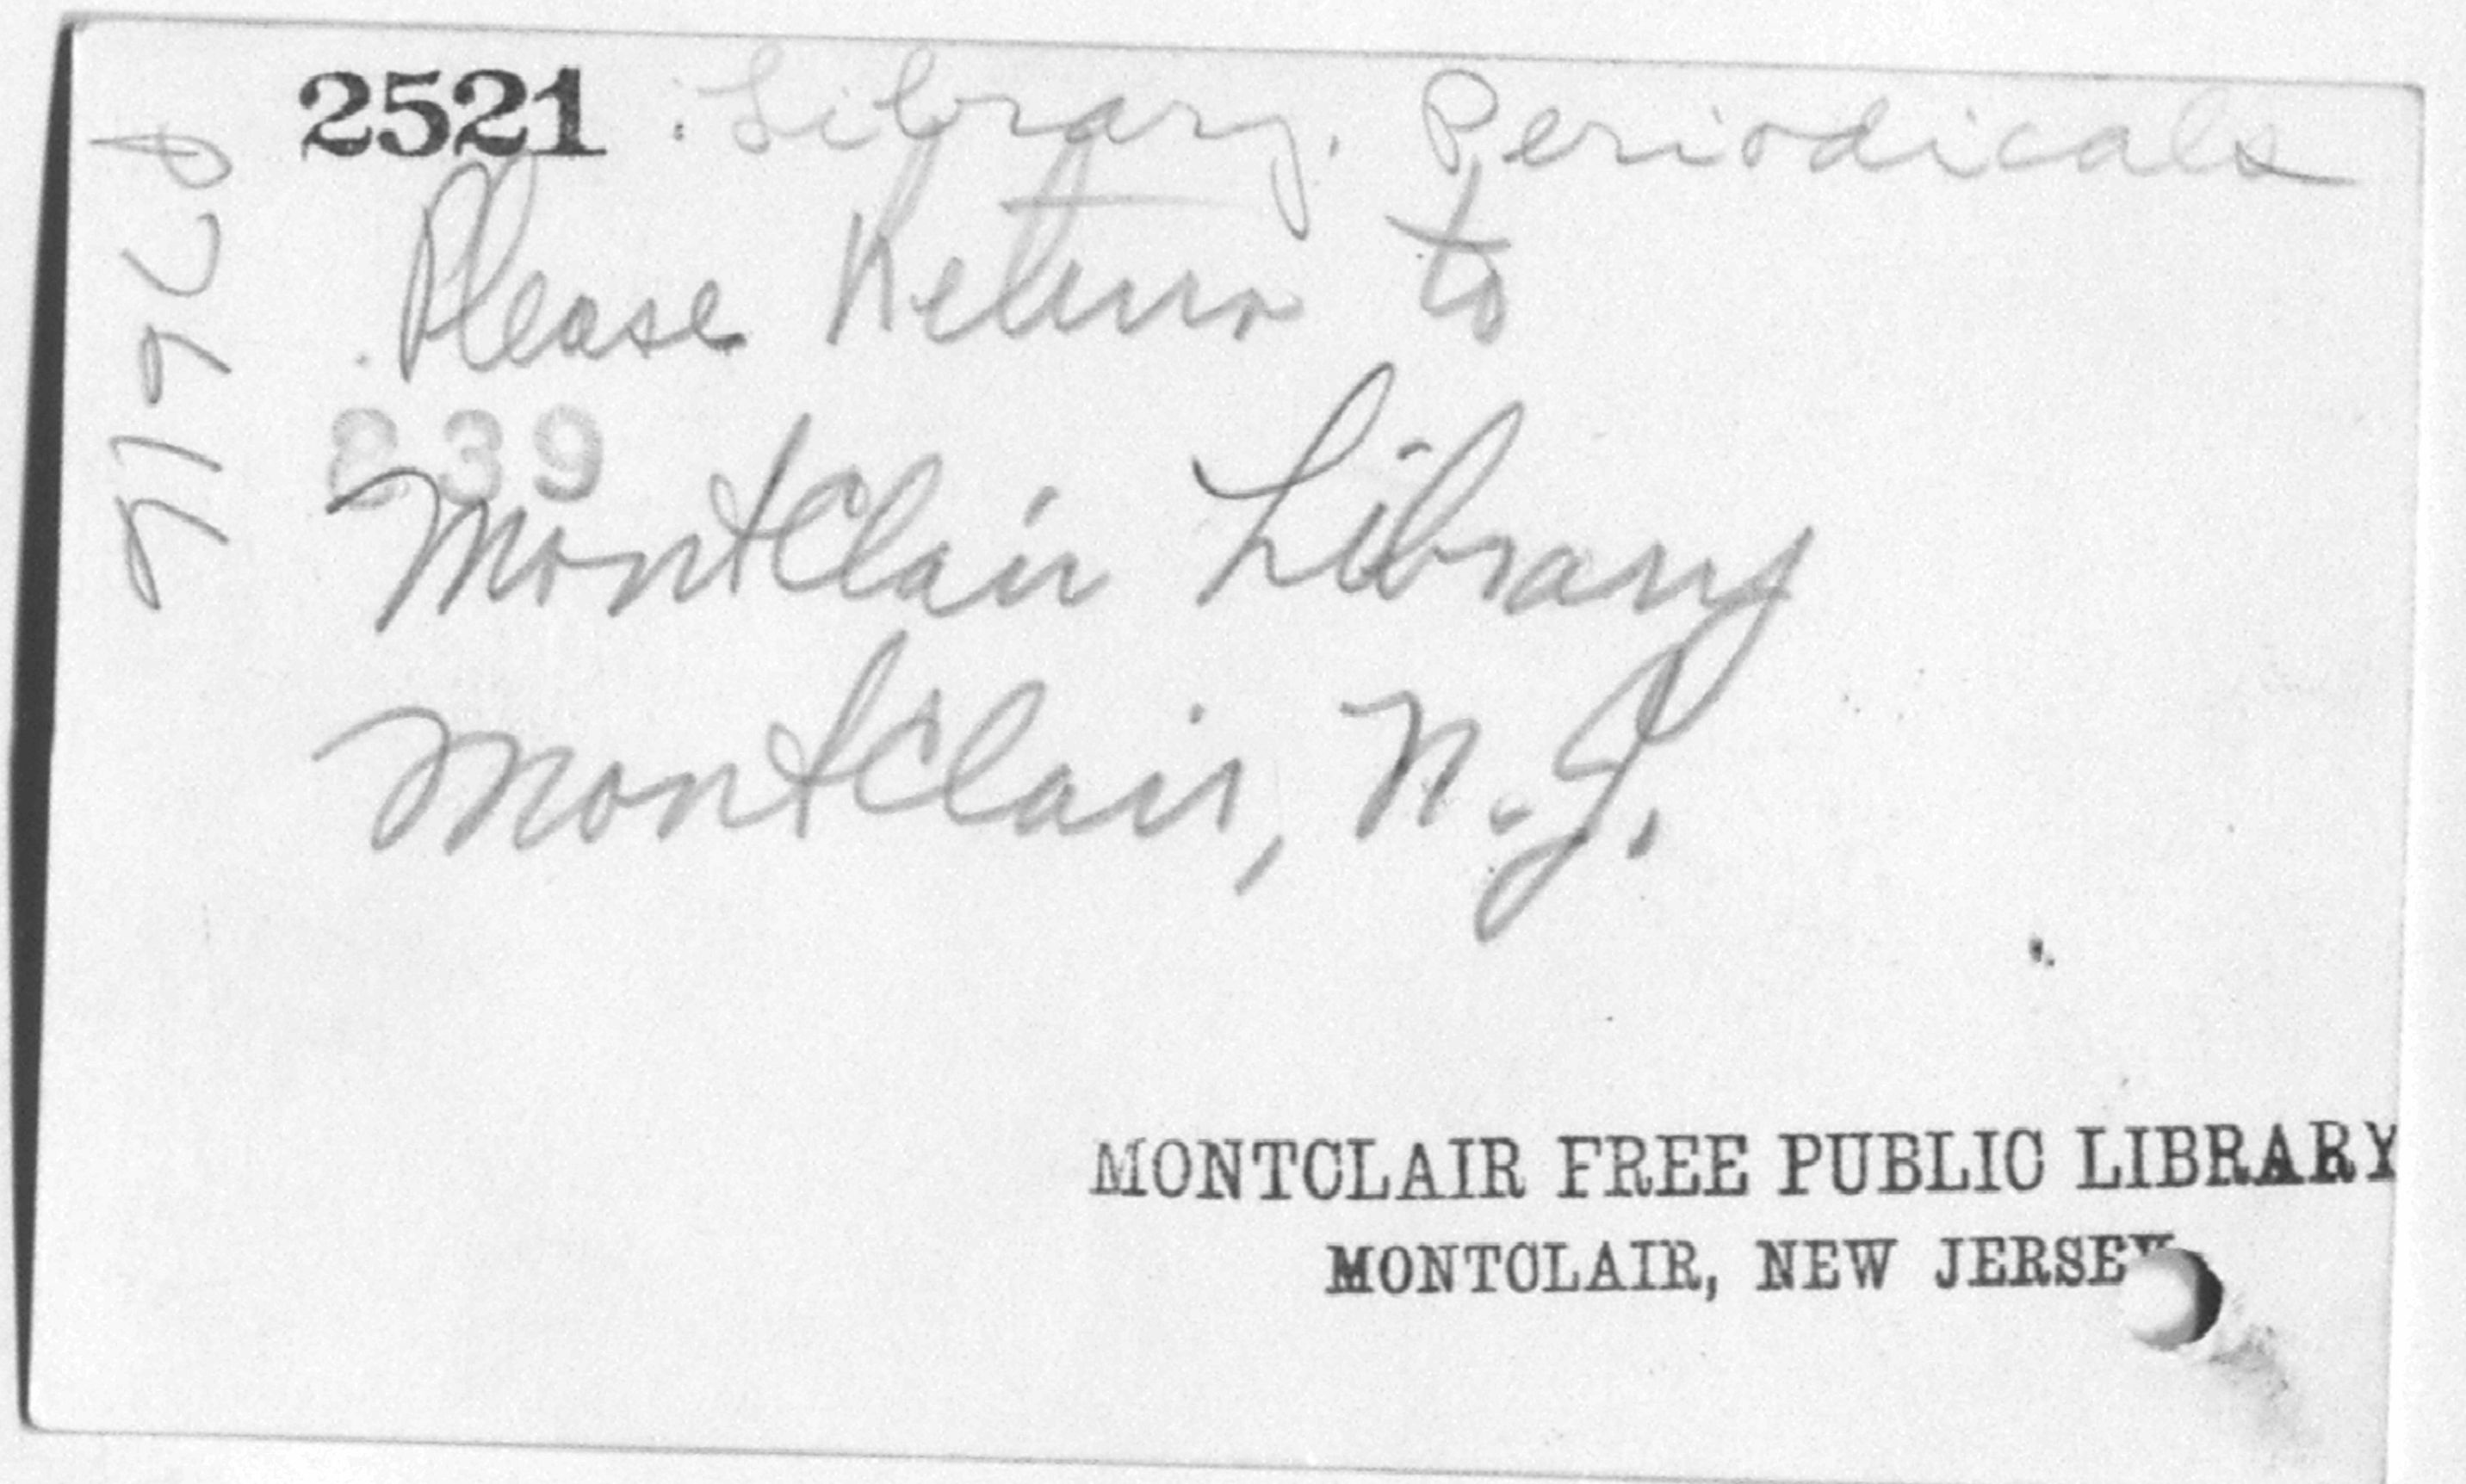 2521 Library. Periodicals
Please Return to
239
Montclair Library
Montclair, N.J.
MONTCLAIR FREE PUBLIC LIBRARY
MONTCLAIR, NEW JERSEY